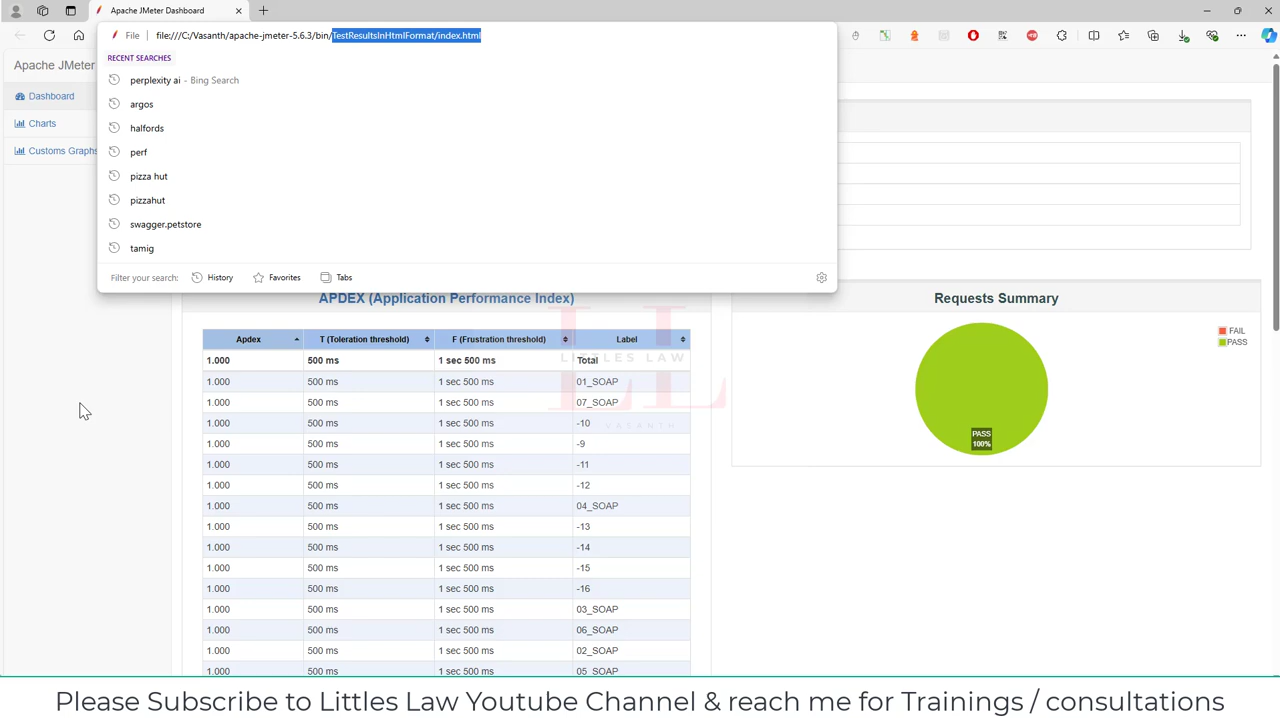 Apache JMeter Dashboard
File file:///C:/Vasanth/apache-jmeter-5.6.3/bin/TestResultsInHtmlFormat/index.html
RECENT SEARCHES
perplexity ai - Bing Search
argos
halfords
perf
pizza hut
pizzahut
swagger.petstore
tamig
Filter your search: History Favorites Tabs
Apache JMeter
Dashboard
Charts
Customs Graphs
APDEX (Application Performance Index)
Apdex T (Toleration threshold) F (Frustration threshold) Label
1.000 500 ms 1 sec 500 ms Total
1.000 500 ms 1 sec 500 ms 01_SOAP
1.000 500 ms 1 sec 500 ms 07_SOAP
1.000 500 ms 1 sec 500 ms -10
1.000 500 ms 1 sec 500 ms -9
1.000 500 ms 1 sec 500 ms -11
1.000 500 ms 1 sec 500 ms -12
1.000 500 ms 1 sec 500 ms 04_SOAP
1.000 500 ms 1 sec 500 ms -13
1.000 500 ms 1 sec 500 ms -14
1.000 500 ms 1 sec 500 ms -15
1.000 500 ms 1 sec 500 ms -16
1.000 500 ms 1 sec 500 ms 03_SOAP
1.000 500 ms 1 sec 500 ms 06_SOAP
1.000 500 ms 1 sec 500 ms 02_SOAP
1.000 500 ms 1 sec 500 ms 05_SOAP
Requests Summary
FAIL
PASS
PASS
100%
LL
LITTLES LAW
VASANTH
Please Subscribe to Littles Law Youtube Channel & reach me for Trainings / consultations